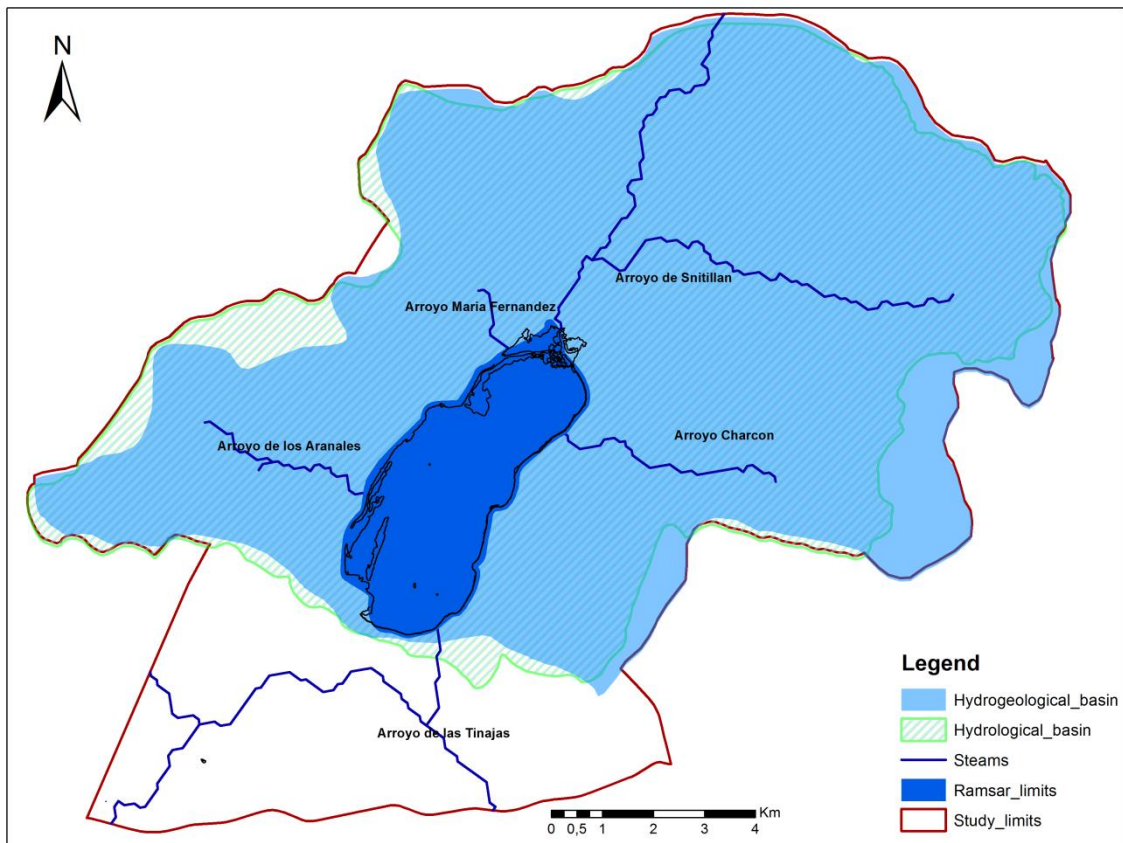 N
Arroyo de Snitillan
Arroyo Maria Fernandez
Arroyo Charcon
Arroyo de los Aranales
Arroyo de las Tinajas
Legend
Hydrogeological_basin
Hydrological_basin
Steams
Ramsar_limits
Study_limits
Km
0 0,5 1 2 3 4